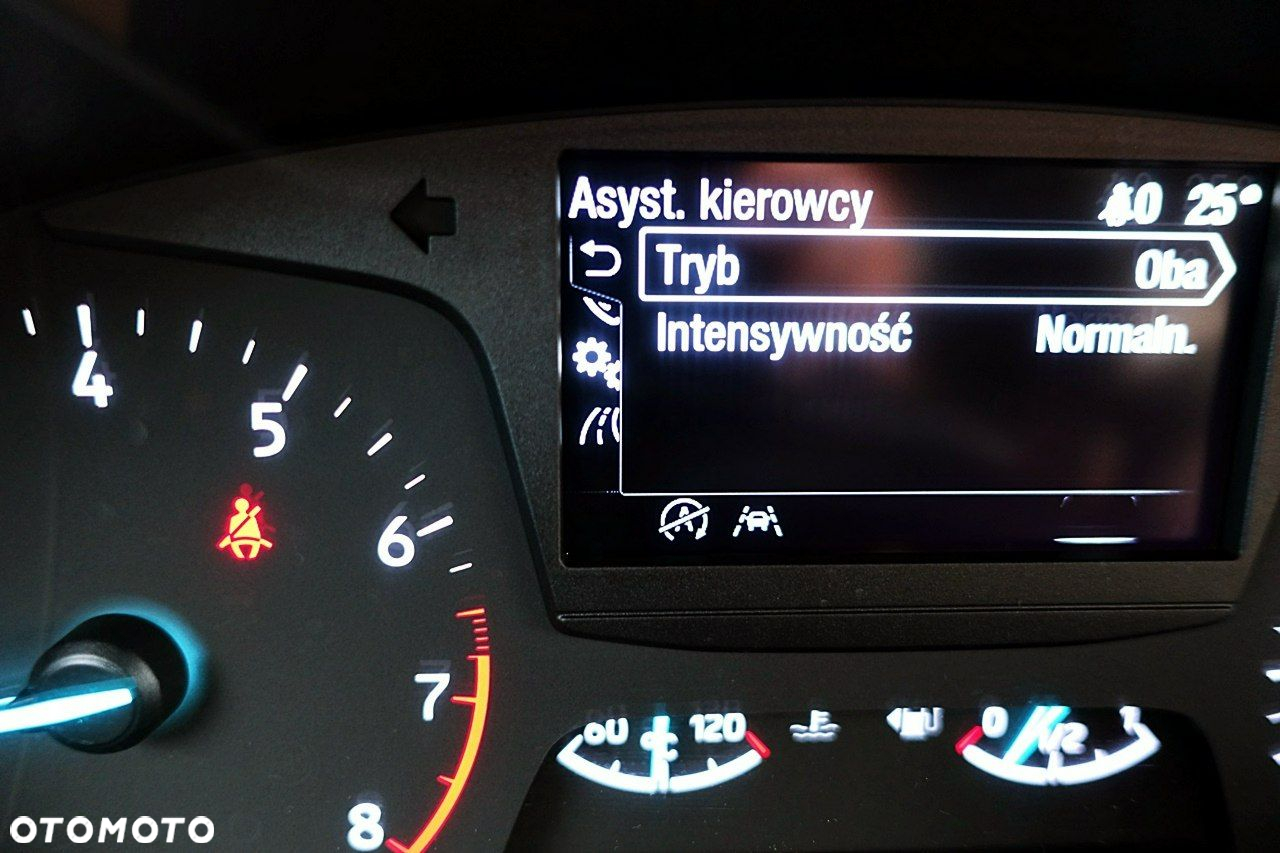 Asyst. kierowcy 25°
Tryb Oba
Intensywność Normaln.
4
5
6
7
8
120
°C
0 1/2 1
OTOMOTO